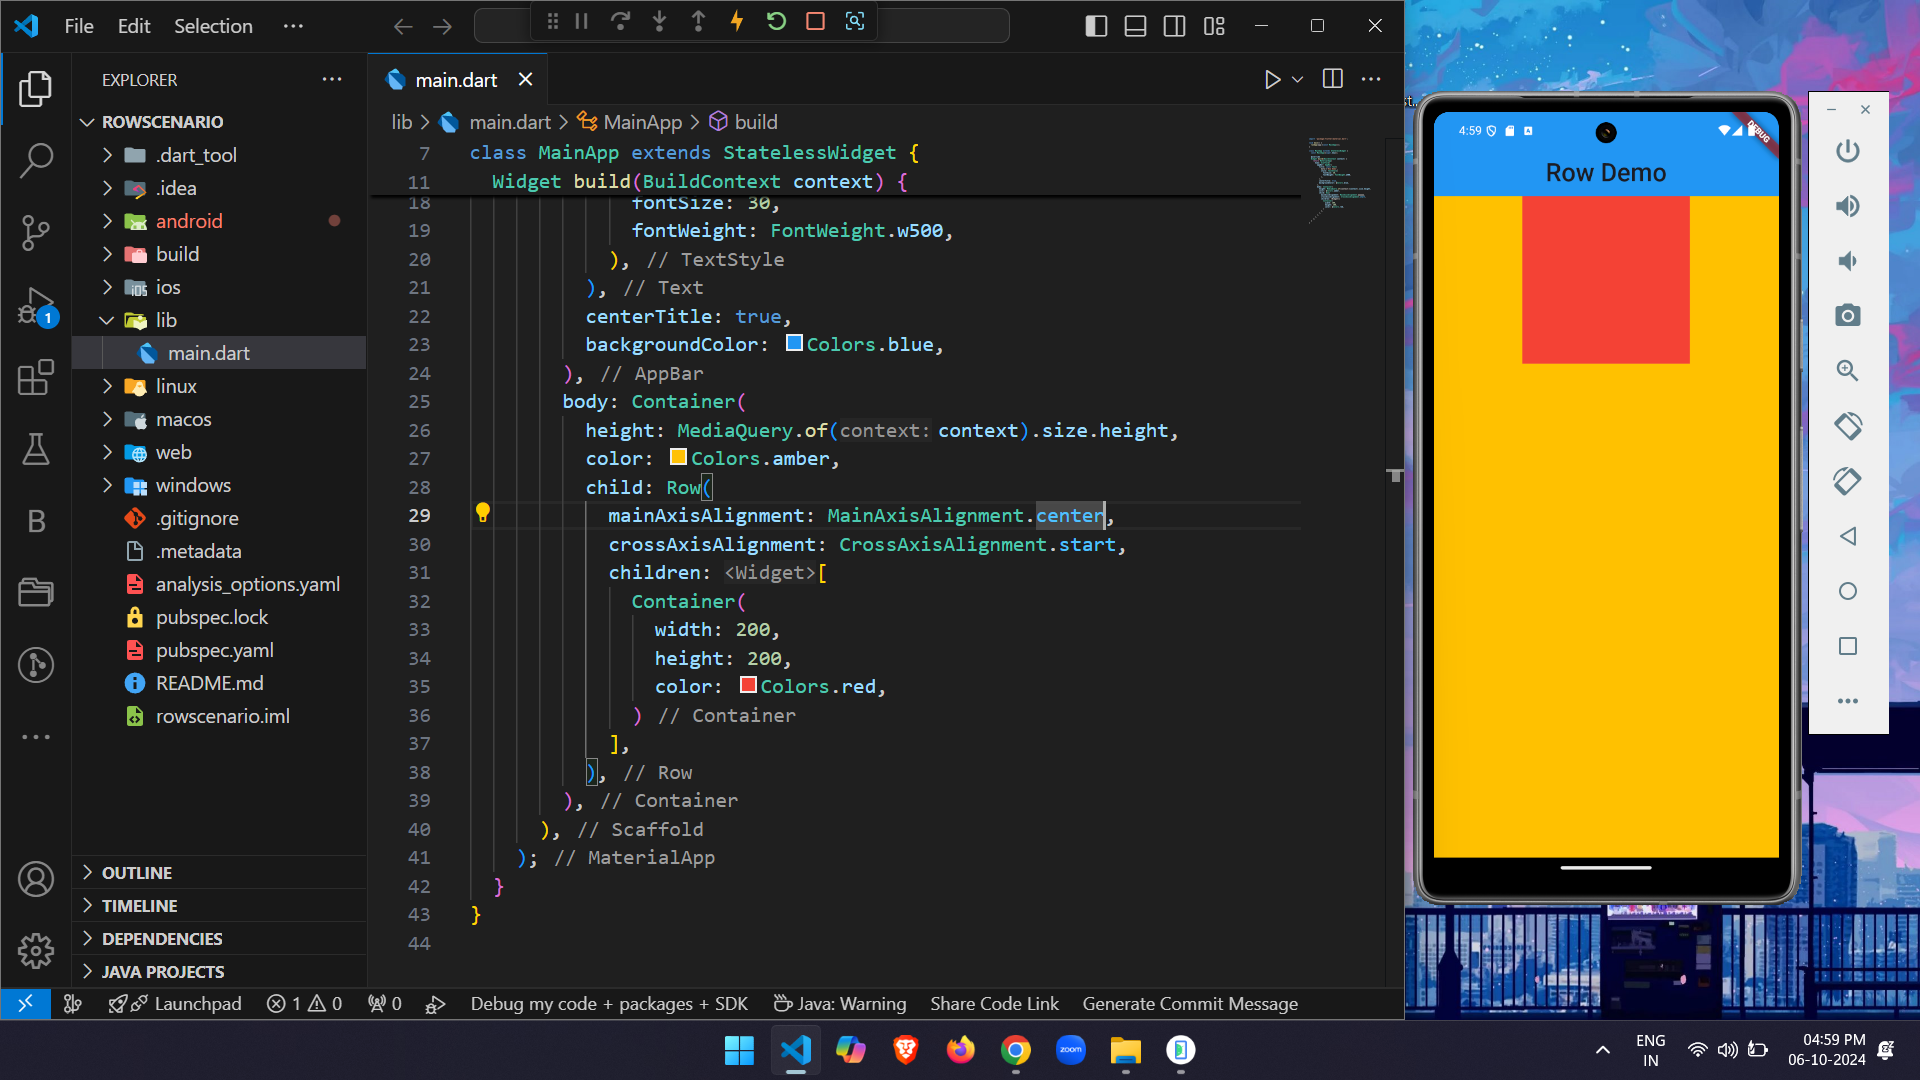 File Edit Selection ···
EXPLORER
ROWSCENARIO
.dart_tool
.idea
android
build
ios
lib
main.dart
linux
macos
web
windows
.gitignore
.metadata
analysis_options.yaml
pubspec.lock
pubspec.yaml
README.md
rowscenario.iml
OUTLINE
TIMELINE
DEPENDENCIES
JAVA PROJECTS
B
1
main.dart
lib > main.dart > MainApp > build
7 class MainApp extends StatelessWidget {
11 Widget build(BuildContext context) {
18 fontSize: 30,
19 fontWeight: FontWeight.w500,
20 ), // TextStyle
21 ), // Text
22 centerTitle: true,
23 backgroundColor: Colors.blue,
24 ), // AppBar
25 body: Container(
26 height: MediaQuery.of(context: context).size.height,
27 color: Colors.amber,
28 child: Row(
29 mainAxisAlignment: MainAxisAlignment.center,
30 crossAxisAlignment: CrossAxisAlignment.start,
31 children: <Widget>[
32 Container(
33 width: 200,
34 height: 200,
35 color: Colors.red,
36 ) // Container
37 ],
38 ), // Row
39 ), // Container
40 ), // Scaffold
41 ); // MaterialApp
42 }
43 }
44
Launchpad 1 0 0 Debug my code + packages + SDK Java: Warning Share Code Link Generate Commit Message
st..
4:59
DEBUG
Row Demo
zoom
ENG
IN
04:59 PM
06-10-2024